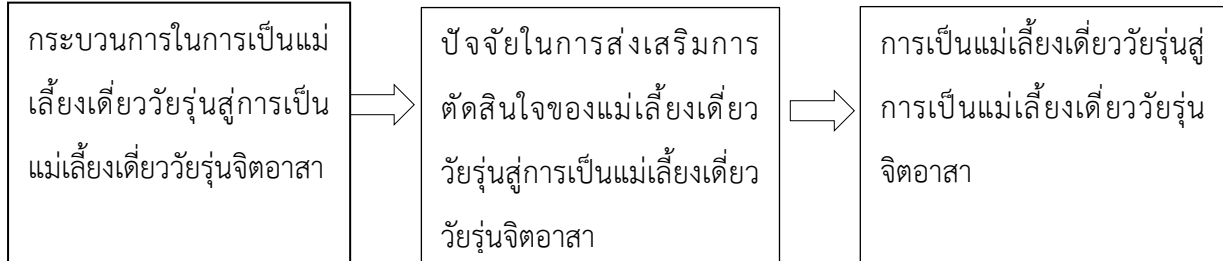 กระบวนการในการเป็นแม่
เลี้ยงเดี่ยววัยรุ่นสู่การเป็น
แม่เลี้ยงเดี่ยววัยรุ่นจิตอาสา
ปัจจัยในการส่งเสริมการ
ตัดสินใจของแม่เลี้ยงเดี่ยว
วัยรุ่นสู่การเป็นแม่เลี้ยงเดี่ยว
วัยรุ่นจิตอาสา
การเป็นแม่เลี้ยงเดี่ยววัยรุ่นสู่
การเป็นแม่เลี้ยงเดี่ยววัยรุ่น
จิตอาสา